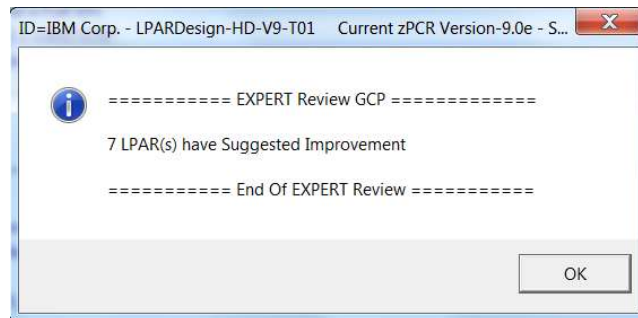 ID=IBM Corp. - LPARDesign-HD-V9-T01 Current zPCR Version-9.0e - S...
=========== EXPERT Review GCP =============
7 LPAR(s) have Suggested Improvement
=========== End Of EXPERT Review ===========
OK